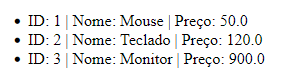 • ID: 1 | Nome: Mouse | Preço: 50.0
• ID: 2 | Nome: Teclado | Preço: 120.0
• ID: 3 | Nome: Monitor | Preço: 900.0